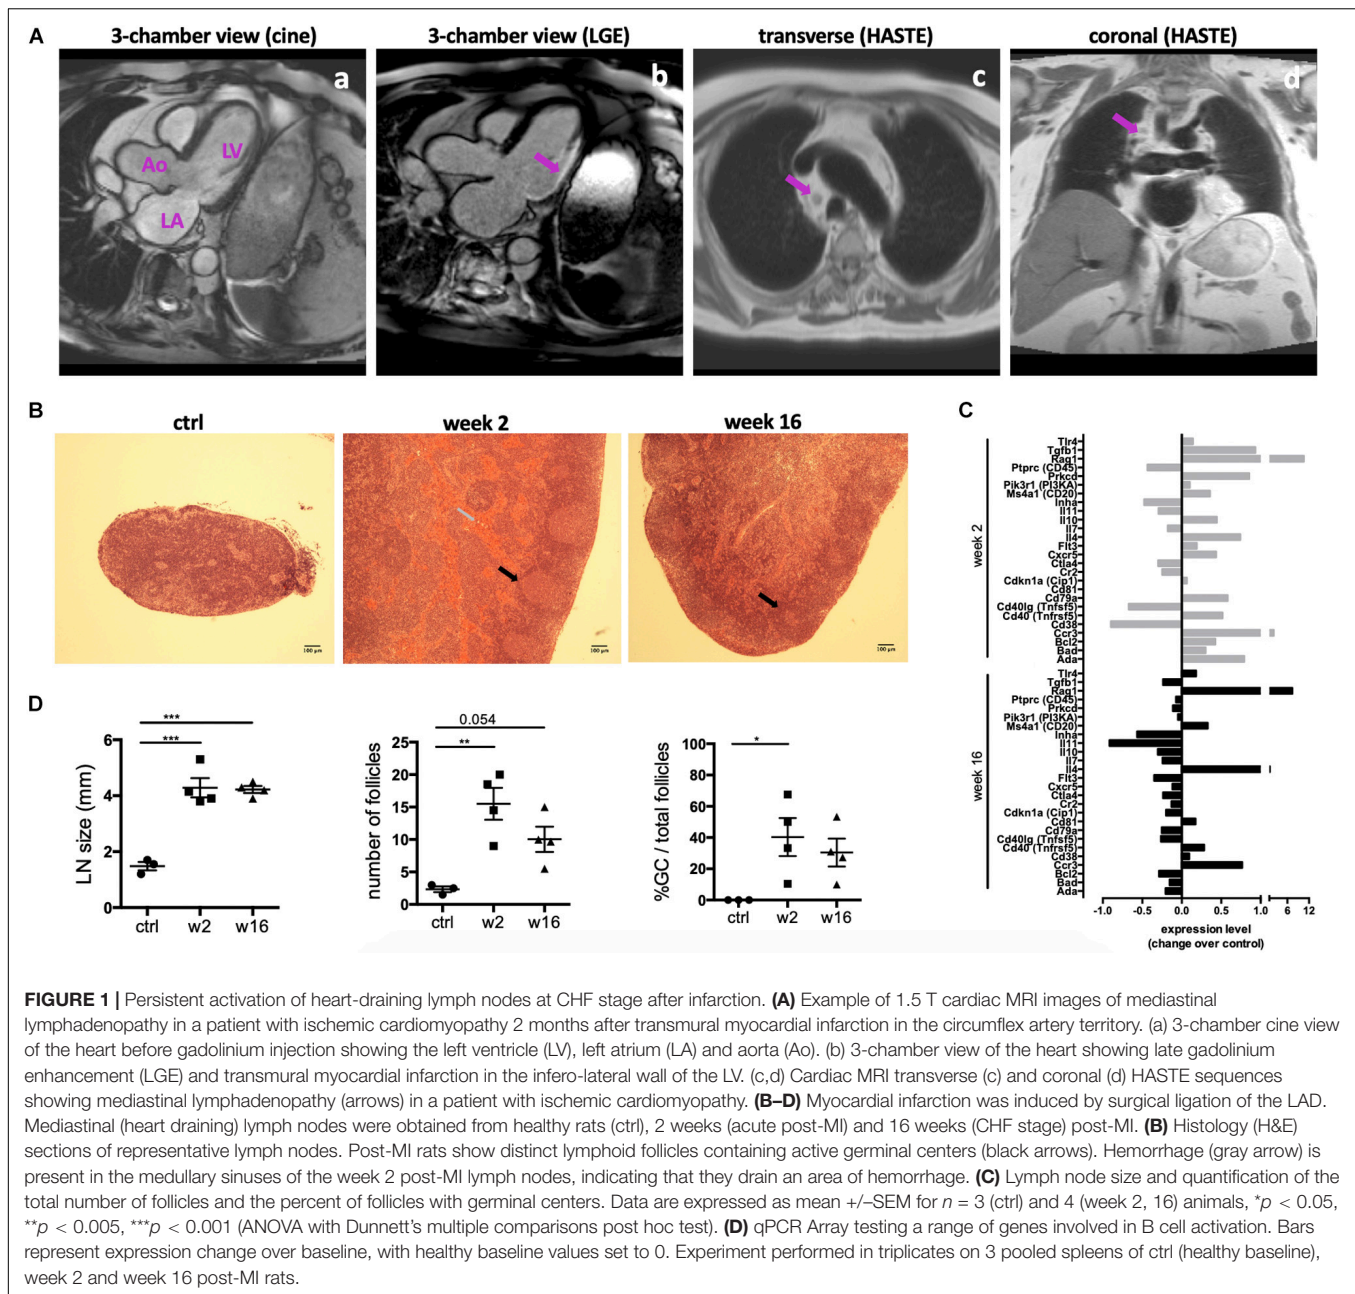 A
3-chamber view (cine)
3-chamber view (LGE)
transverse (HASTE)
coronal (HASTE)
a
b
c
d
Ao
LV
LA
B
ctrl
week 2
week 16
100 µm
100 µm
100 µm
C
week 2
Tlr4
Tgfb1
Rag1
Ptprc (CD45)
Prkcd
Pik3r1 (PI3KA)
Ms4a1 (CD20)
Inha
Il11
Il10
Il7
Il4
Flt3
Cxcr5
Ctla4
Cr2
Cdkn1a (Cip1)
Cd81
Cd79a
Cd40lg (Tnfsf5)
Cd40 (Tnfrsf5)
Cd38
Ccr3
Bcl2
Bad
Ada
week 16
Tlr4
Tgfb1
Rag1
Ptprc (CD45)
Prkcd
Pik3r1 (PI3KA)
Ms4a1 (CD20)
Inha
Il11
Il10
Il7
Il4
Flt3
Cxcr5
Ctla4
Cr2
Cdkn1a (Cip1)
Cd81
Cd79a
Cd40lg (Tnfsf5)
Cd40 (Tnfrsf5)
Cd38
Ccr3
Bcl2
Bad
Ada
-1.0 -0.5 0.0 0.5 1.0 6 12
expression level
(change over control)
D
LN size (mm)
***
***
6
4
2
0
ctrl w2 w16
number of follicles
0.054
**
25
20
15
10
5
0
ctrl w2 w16
%GC / total follicles
*
100
80
60
40
20
0
ctrl w2 w16
FIGURE 1 | Persistent activation of heart-draining lymph nodes at CHF stage after infarction. (A) Example of 1.5 T cardiac MRI images of mediastinal
lymphadenopathy in a patient with ischemic cardiomyopathy 2 months after transmural myocardial infarction in the circumflex artery territory. (a) 3-chamber cine view
of the heart before gadolinium injection showing the left ventricle (LV), left atrium (LA) and aorta (Ao). (b) 3-chamber view of the heart showing late gadolinium
enhancement (LGE) and transmural myocardial infarction in the infero-lateral wall of the LV. (c,d) Cardiac MRI transverse (c) and coronal (d) HASTE sequences
showing mediastinal lymphadenopathy (arrows) in a patient with ischemic cardiomyopathy. (B–D) Myocardial infarction was induced by surgical ligation of the LAD.
Mediastinal (heart draining) lymph nodes were obtained from healthy rats (ctrl), 2 weeks (acute post-MI) and 16 weeks (CHF stage) post-MI. (B) Histology (H&E)
sections of representative lymph nodes. Post-MI rats show distinct lymphoid follicles containing active germinal centers (black arrows). Hemorrhage (gray arrow) is
present in the medullary sinuses of the week 2 post-MI lymph nodes, indicating that they drain an area of hemorrhage. (C) Lymph node size and quantification of the
total number of follicles and the percent of follicles with germinal centers. Data are expressed as mean +/–SEM for n = 3 (ctrl) and 4 (week 2, 16) animals, *p < 0.05,
**p < 0.005, ***p < 0.001 (ANOVA with Dunnett's multiple comparisons post hoc test). (D) qPCR Array testing a range of genes involved in B cell activation. Bars
represent expression change over baseline, with healthy baseline values set to 0. Experiment performed in triplicates on 3 pooled spleens of ctrl (healthy baseline),
week 2 and week 16 post-MI rats.